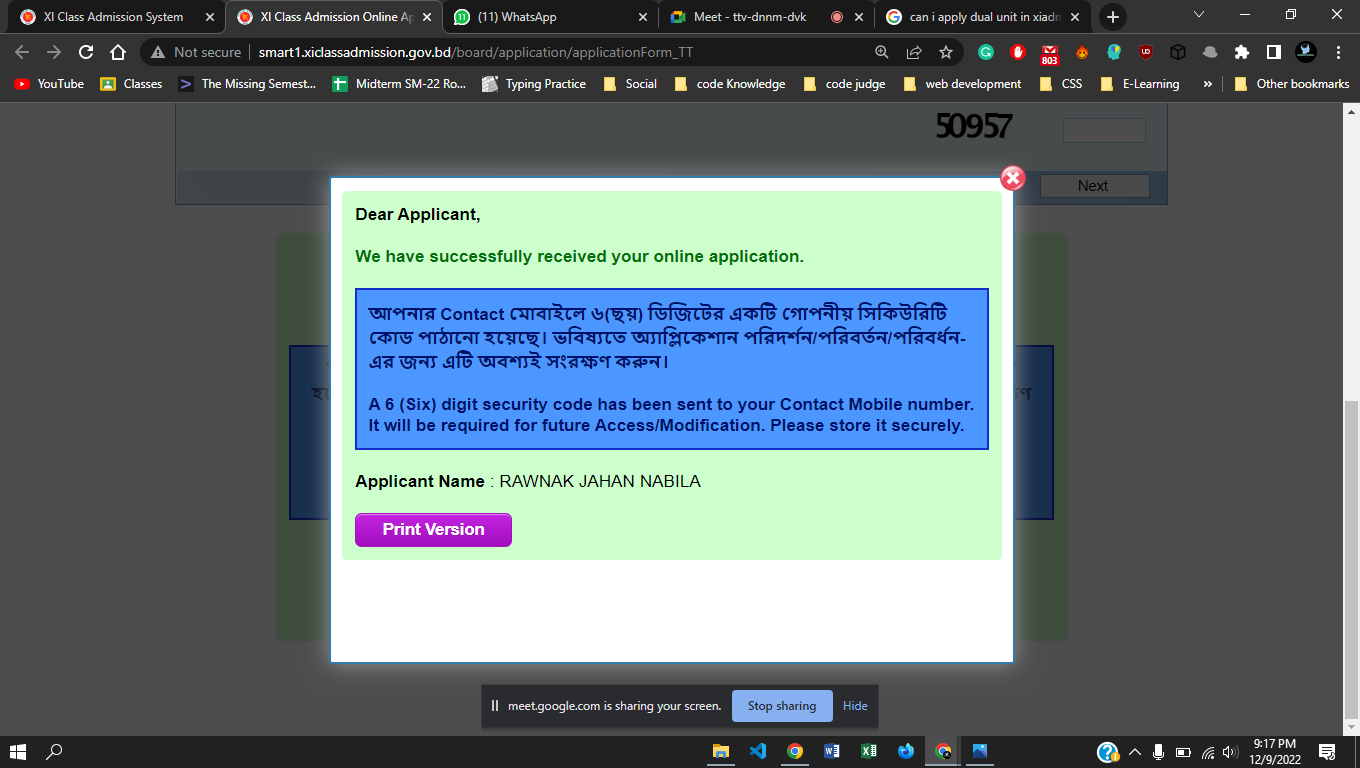 XI Class Admission System
XI Class Admission Online Ap
(11) WhatsApp
Meet - ttv-dnnm-dvk
can i apply dual unit in xiadm
Not secure
smart1.xiclassadmission.gov.bd/board/application/applicationForm_TT
803
YouTube
Classes
The Missing Semest...
Midterm SM-22 Ro...
Typing Practice
Social
code Knowledge
code judge
web development
CSS
E-Learning
»
Other bookmarks
50957
Next
Dear Applicant,
We have successfully received your online application.
আপনার Contact মোবাইলে ৬(ছয়) ডিজিটের একটি গোপনীয় সিকিউরিটি
কোড পাঠানো হয়েছে। ভবিষ্যতে অ্যাপ্লিকেশান পরিদর্শন/পরিবর্তন/পরিবর্ধন-
এর জন্য এটি অবশ্যই সংরক্ষণ করুন।
A 6 (Six) digit security code has been sent to your Contact Mobile number.
It will be required for future Access/Modification. Please store it securely.
Applicant Name : RAWNAK JAHAN NABILA
Print Version
meet.google.com is sharing your screen.
Stop sharing
Hide
9:17 PM
12/9/2022